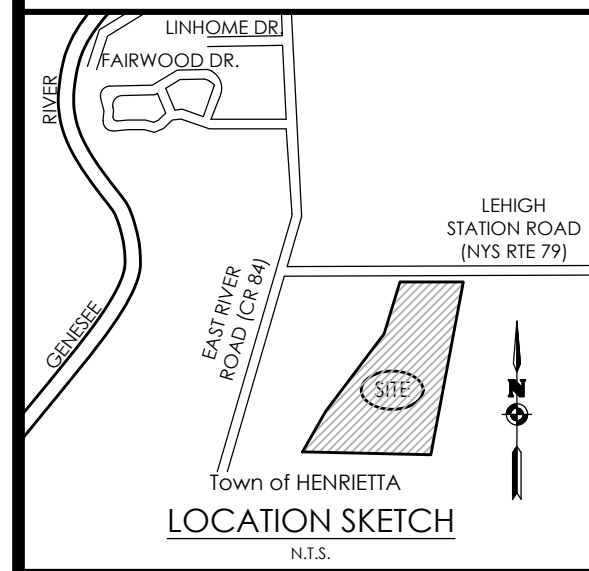 LINHOME DR.
FAIRWOOD DR.
RIVER
LEHIGH
STATION ROAD
(NYS RTE 79)
EAST RIVER
ROAD (CR 84)
GENESEE
SITE
N
Town of HENRIETTA
LOCATION SKETCH
N.T.S.